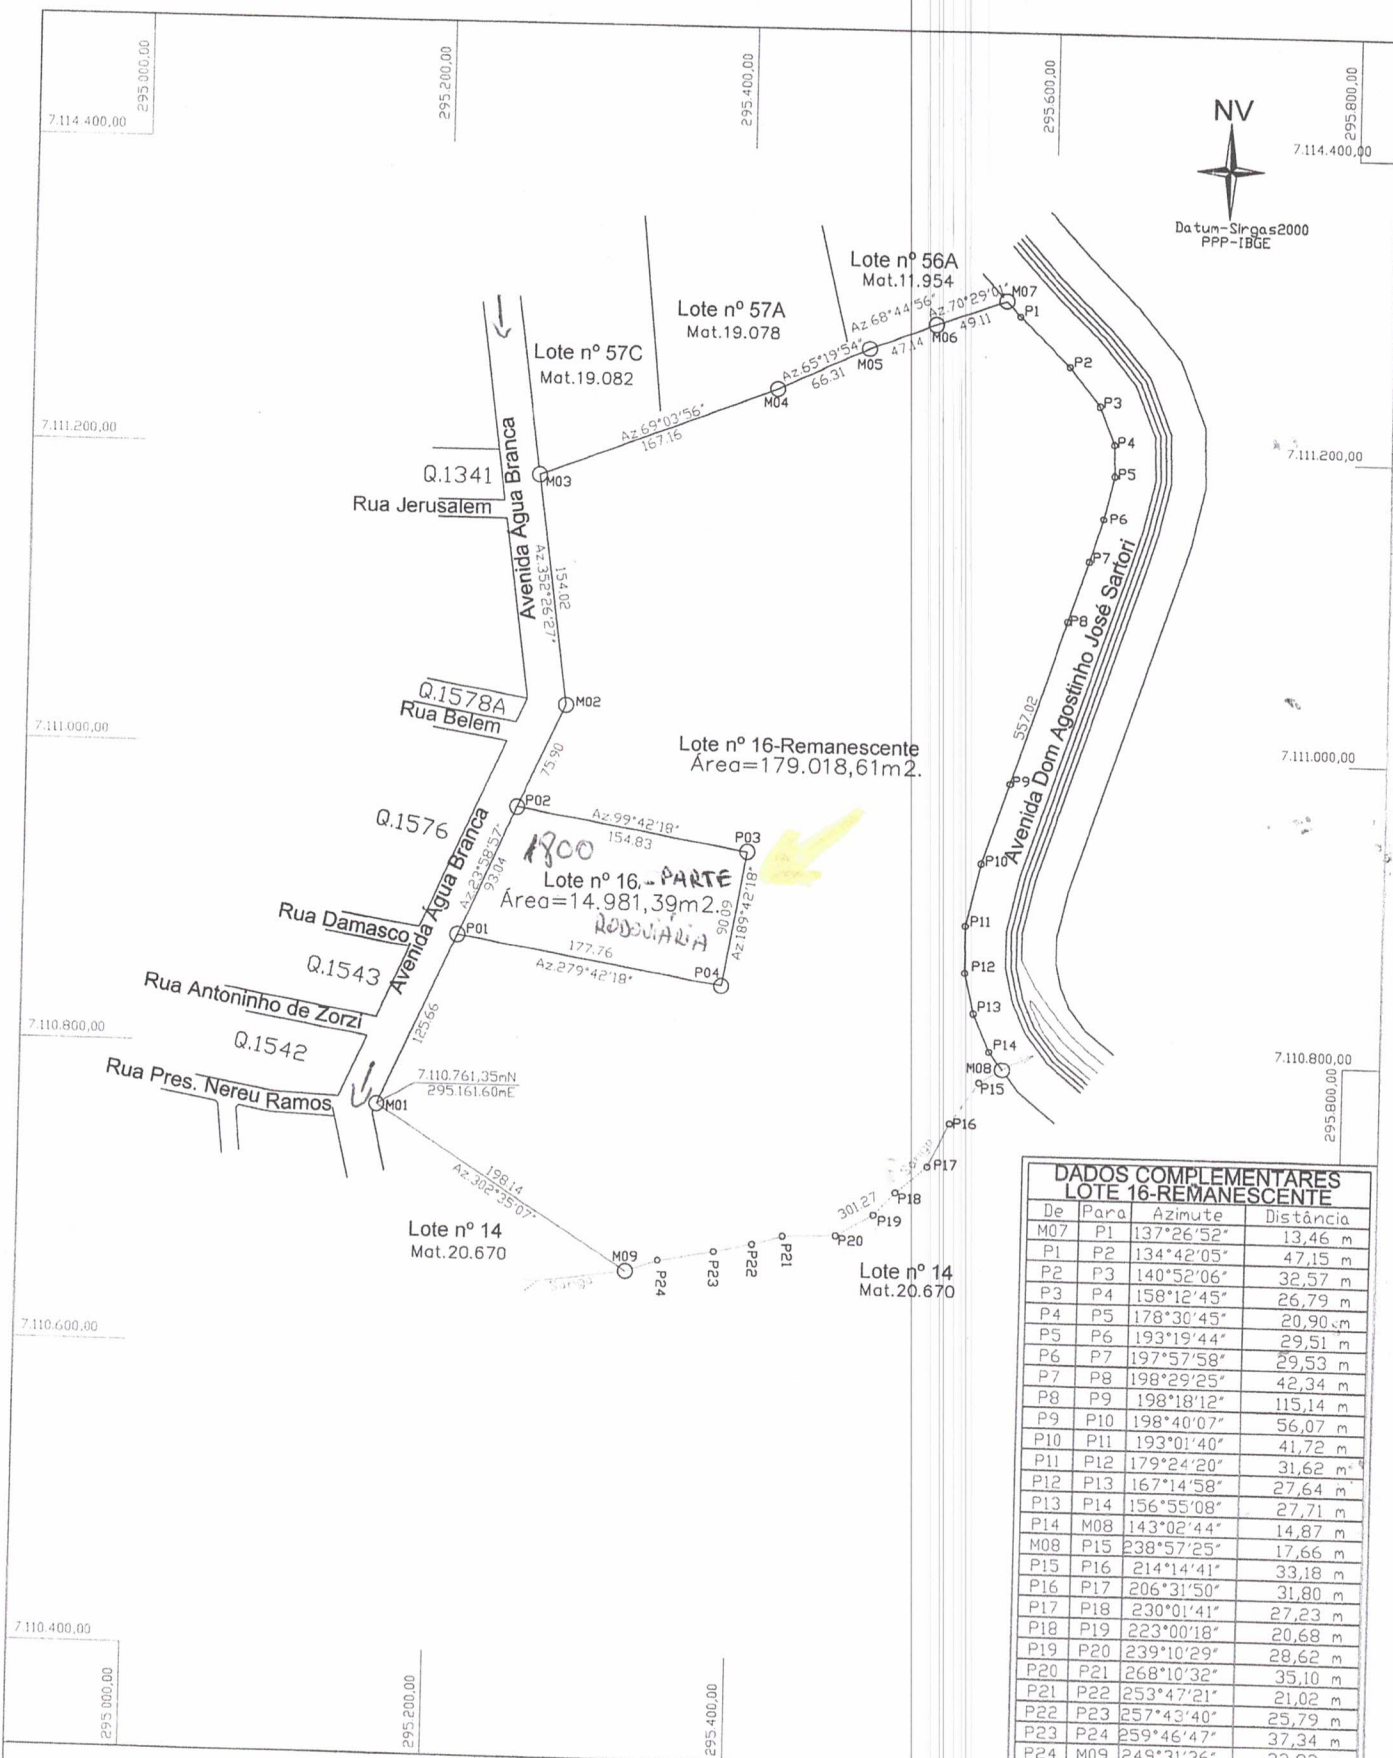 295.000,00
295.200,00
295.400,00
295.600,00
295.800,00
7.114.400,00
NV
7.114.400,00
Datum-Sirgas2000
PPP-IBGE
Lote nº 56A
Mat.11.954
Lote nº 57A
Mat.19.078
Lote nº 57C
Mat.19.082
Az.70°29'01"
49.11
M07
P1
Az.68°44'56"
47.14
M06
Az.65°19'54"
66.31
M05
M04
Az.69°03'56"
167.16
M03
P2
P3
P4
P5
P6
P7
P8
P9
P10
P11
P12
P13
P14
M08
P15
P16
P17
P18
P19
P20
P21
P22
P23
P24
M09
7.111.200,00
7.111.200,00
Q.1341
Rua Jerusalem
Avenida Água Branca
Az.352°26'27"
154.02
M02
Q.1578A
Rua Belem
7.111.000,00
7.111.000,00
Avenida Dom Agostinho José Sartori
557.02
Lote nº 16-Remanescente
Área=179.018,61m2.
75.90
P02
Az.99°42'18"
154.83
P03
Q.1576
1800
Lote nº 16.-PARTE
Área=14.981,39m2.
RODOVIÁRIA
Az.23°58'57"
93.04
90.09
Az.189°42'18"
Avenida Água Branca
Rua Damasco
P01
177.76
Az.279°42'18"
P04
Q.1543
Rua Antoninho de Zorzi
7.110.800,00
7.110.800,00
Q.1542
125.66
Rua Pres. Nereu Ramos
7.110.761,35mN
295.161.60mE
M01
198.14
Az.302°35'07"
Lote nº 14
Mat.20.670
Sanga
Sanga
301.27
Lote nº 14
Mat.20.670
295.800,00
7.110.600,00
7.110.400,00
295.000,00
295.200,00
295.400,00
DADOS COMPLEMENTARES
LOTE 16-REMANESCENTE
De Para Azimute Distância
M07 P1 137°26'52" 13,46 m
P1 P2 134°42'05" 47,15 m
P2 P3 140°52'06" 32,57 m
P3 P4 158°12'45" 26,79 m
P4 P5 178°30'45" 20,90 m
P5 P6 193°19'44" 29,51 m
P6 P7 197°57'58" 29,53 m
P7 P8 198°29'25" 42,34 m
P8 P9 198°18'12" 115,14 m
P9 P10 198°40'07" 56,07 m
P10 P11 193°01'40" 41,72 m
P11 P12 179°24'20" 31,62 m
P12 P13 167°14'58" 27,64 m
P13 P14 156°55'08" 27,71 m
P14 M08 143°02'44" 14,87 m
M08 P15 238°57'25" 17,66 m
P15 P16 214°14'41" 33,18 m
P16 P17 206°31'50" 31,80 m
P17 P18 230°01'41" 27,23 m
P18 P19 223°00'18" 20,68 m
P19 P20 239°10'29" 28,62 m
P20 P21 268°10'32" 35,10 m
P21 P22 253°47'21" 21,02 m
P22 P23 257°43'40" 25,79 m
P23 P24 259°46'47" 37,34 m
P24 M09